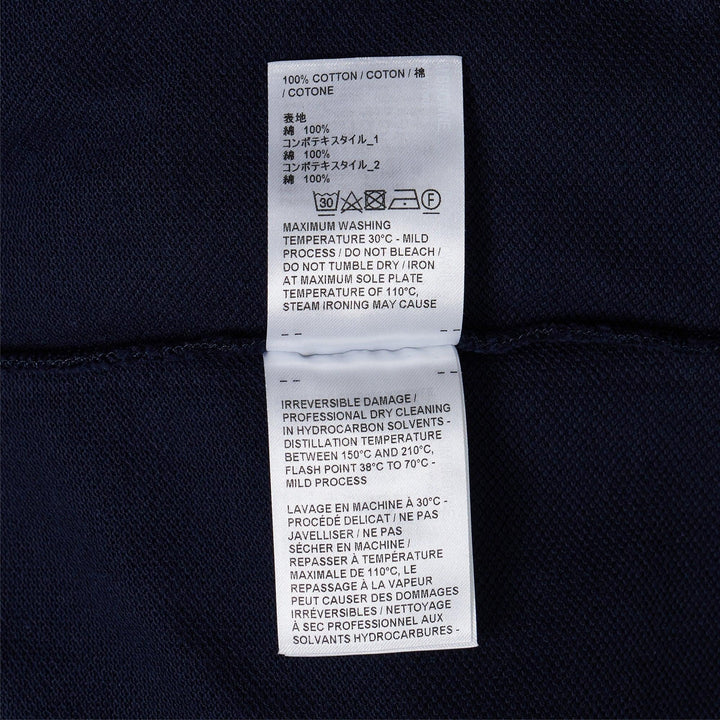 100% COTTON / COTON / 棉
/ COTONE
表地
綿 100%
コンポテキスタイル_1
綿 100%
コンポテキスタイル_2
綿 100%
30 F
MAXIMUM WASHING
TEMPERATURE 30°C - MILD
PROCESS / DO NOT BLEACH /
DO NOT TUMBLE DRY / IRON
AT MAXIMUM SOLE PLATE
TEMPERATURE OF 110°C,
STEAM IRONING MAY CAUSE
IRREVERSIBLE DAMAGE /
PROFESSIONAL DRY CLEANING
IN HYDROCARBON SOLVENTS -
DISTILLATION TEMPERATURE
BETWEEN 150°C AND 210°C,
FLASH POINT 38°C TO 70°C -
MILD PROCESS
LAVAGE EN MACHINE À 30°C -
PROCÉDÉ DELICAT / NE PAS
JAVELLISER / NE PAS
SÉCHER EN MACHINE /
REPASSER À TEMPÉRATURE
MAXIMALE DE 110°C, LE
REPASSAGE À LA VAPEUR
PEUT CAUSER DES DOMMAGES
IRRÉVERSIBLES / NETTOYAGE
À SEC PROFESSIONNEL AUX
SOLVANTS HYDROCARBURES -